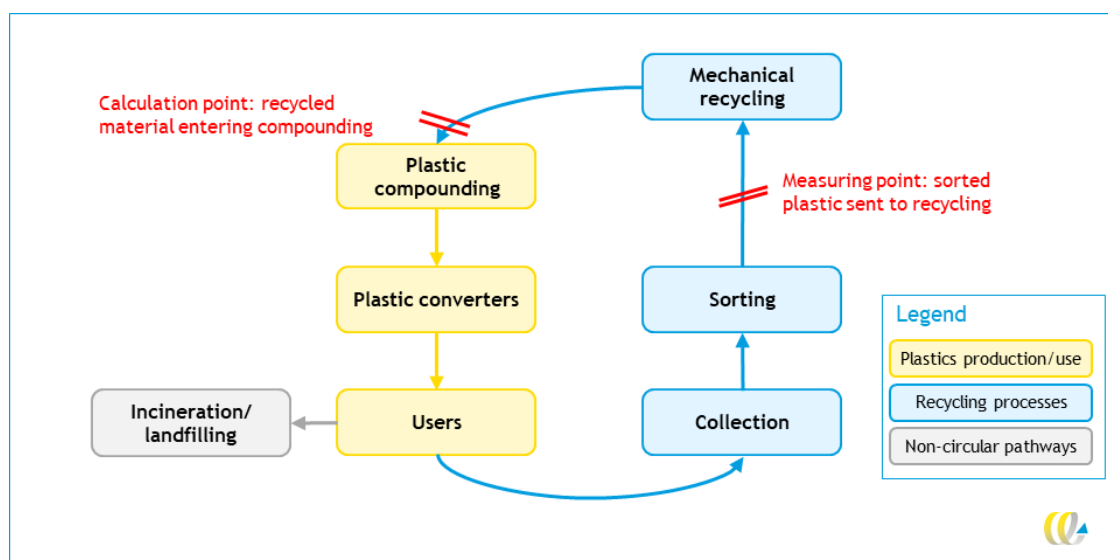 Mechanical
recycling
Calculation point: recycled
material entering compounding
Plastic
compounding
Measuring point: sorted
plastic sent to recycling
Plastic converters
Sorting
Legend
Plastics production/use
Incineration/
landfilling
Users
Collection
Recycling processes
Non-circular pathways